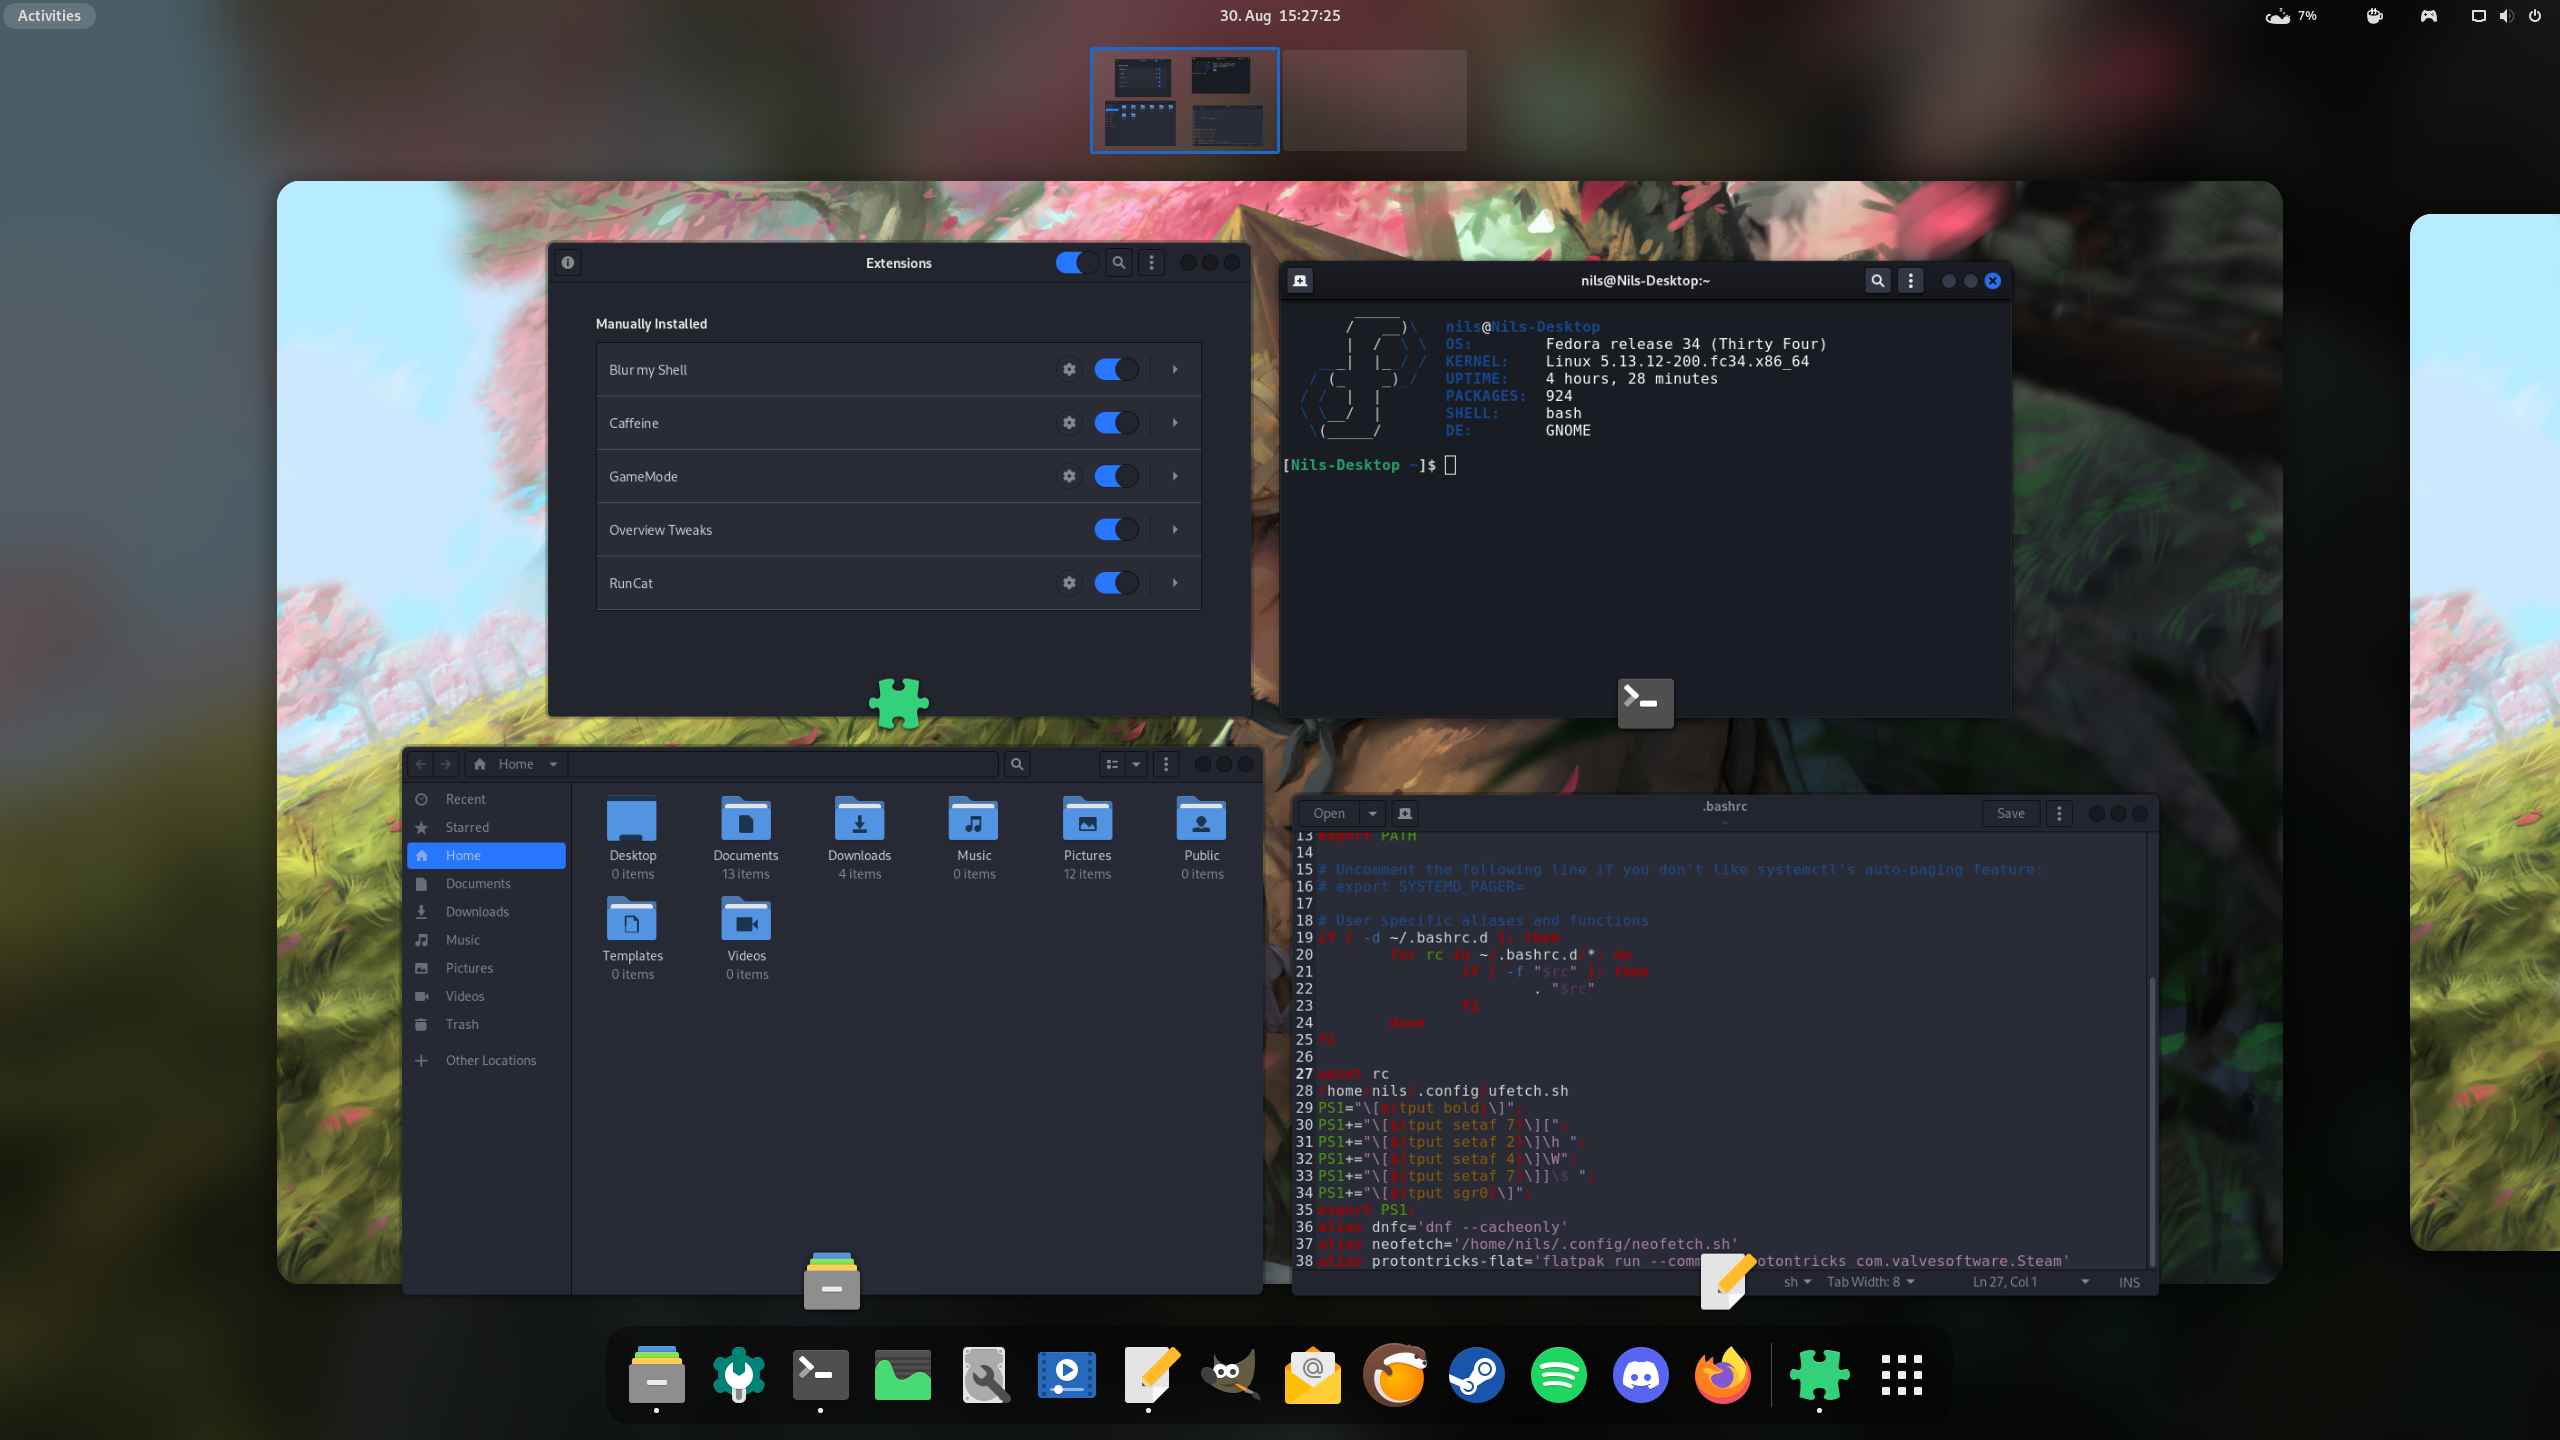 Activities
30. Aug 15:27:25
7%
Extensions
Manually Installed
Blur my Shell
Caffeine
GameMode
Overview Tweaks
RunCat
nils@Nils-Desktop:~
nils@Nils-Desktop
OS: Fedora release 34 (Thirty Four)
KERNEL: Linux 5.13.12-200.fc34.x86_64
UPTIME: 4 hours, 28 minutes
PACKAGES: 924
SHELL: bash
DE: GNOME
[Nils-Desktop ~]$
Home
Recent
Starred
Home
Documents
Downloads
Music
Pictures
Videos
Trash
Other Locations
Desktop
0 items
Documents
13 items
Downloads
4 items
Music
0 items
Pictures
12 items
Public
0 items
Templates
0 items
Videos
0 items
Open
.bashrc
~
Save
13 export PATH
14
15 # Uncomment the following line if you don't like systemctl's auto-paging feature:
16 # export SYSTEMD_PAGER=
17
18 # User specific aliases and functions
19 if [ -d ~/.bashrc.d ]; then
20 for rc in ~/.bashrc.d/*; do
21 if [ -f "$rc" ]; then
22 . "$rc"
23 fi
24 done
25 fi
26
27 unset rc
28 /home/nils/.config/ufetch.sh
29 PS1="\[$(tput bold)\]";
30 PS1+="\[$(tput setaf 7)\][";
31 PS1+="\[$(tput setaf 2)\]\h ";
32 PS1+="\[$(tput setaf 4)\]\W";
33 PS1+="\[$(tput setaf 7)\]]\$ ";
34 PS1+="\[$(tput sgr0)\]";
35 export PS1;
36 alias dnfc='dnf --cacheonly'
37 alias neofetch='/home/nils/.config/neofetch.sh'
38 alias protontricks-flat='flatpak run --comm otontricks com.valvesoftware.Steam'
sh
Tab Width: 8
Ln 27, Col 1
INS